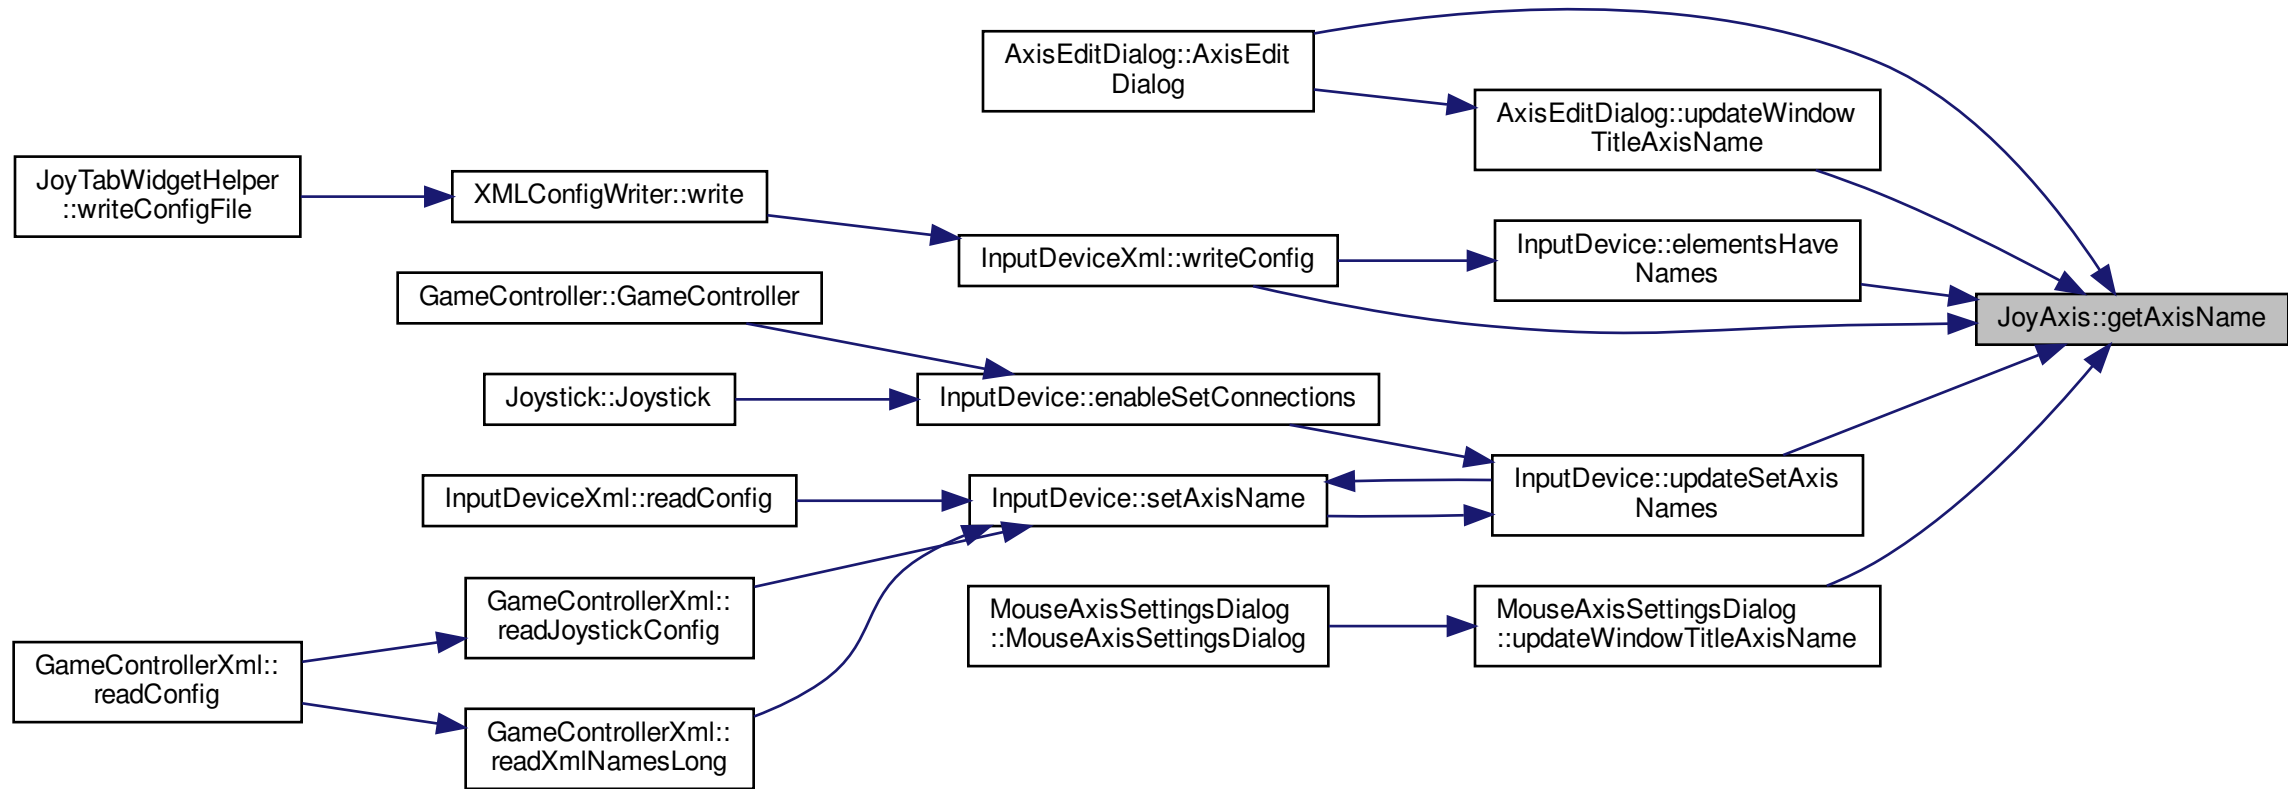 AxisEditDialog::AxisEdit
Dialog
AxisEditDialog::updateWindow
TitleAxisName
JoyTabWidgetHelper
::writeConfigFile
XMLConfigWriter::write
InputDeviceXml::writeConfig
InputDevice::elementsHave
Names
GameController::GameController
JoyAxis::getAxisName
Joystick::Joystick
InputDevice::enableSetConnections
InputDeviceXml::readConfig
InputDevice::setAxisName
InputDevice::updateSetAxis
Names
GameControllerXml::
readJoystickConfig
MouseAxisSettingsDialog
::MouseAxisSettingsDialog
MouseAxisSettingsDialog
::updateWindowTitleAxisName
GameControllerXml::
readConfig
GameControllerXml::
readXmlNamesLong